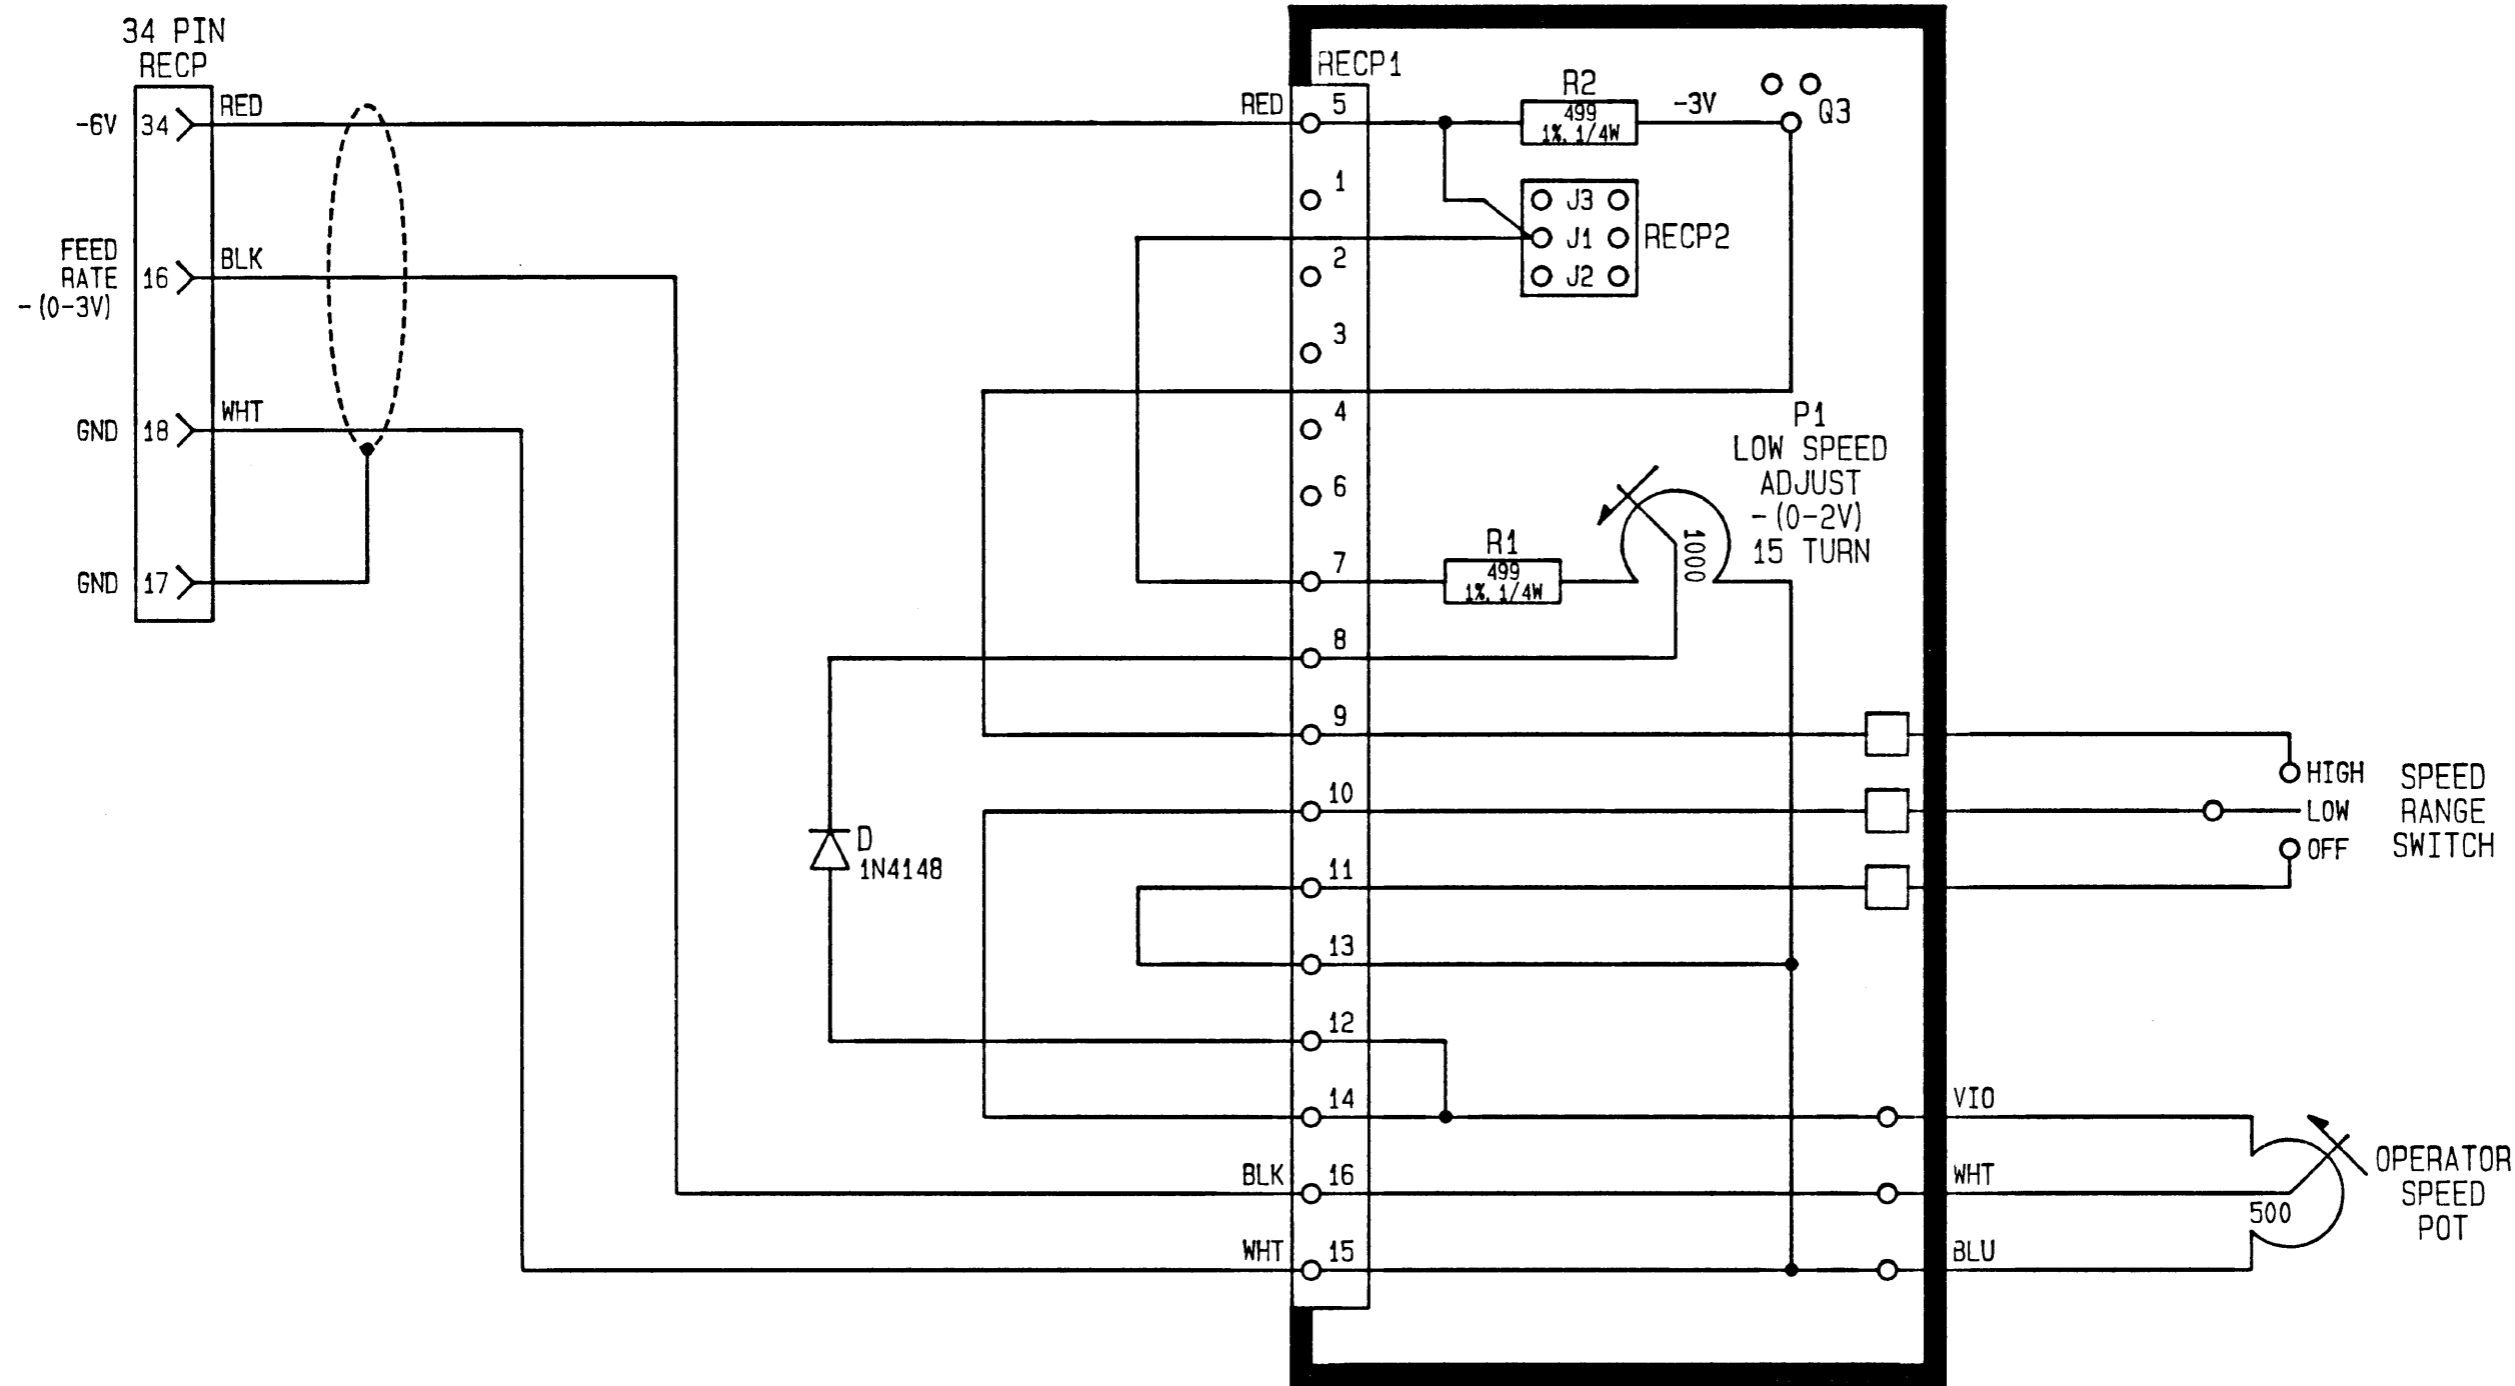 34 PIN
RECP
-6V
34
RED
FEED
RATE
-(0-3V)
16
BLK
GND
18
WHT
GND
17
RECP1
RED
5
1
2
3
4
6
7
8
9
10
11
13
12
14
BLK
16
WHT
15
R2
499
1%, 1/4W
-3V
Q3
J3
J1
J2
RECP2
P1
LOW SPEED
ADJUST
-(0-2V)
15 TURN
1000
R1
499
1%, 1/4W
D
1N4148
HIGH
LOW
OFF
SPEED
RANGE
SWITCH
VIO
WHT
BLU
500
OPERATOR
SPEED
POT